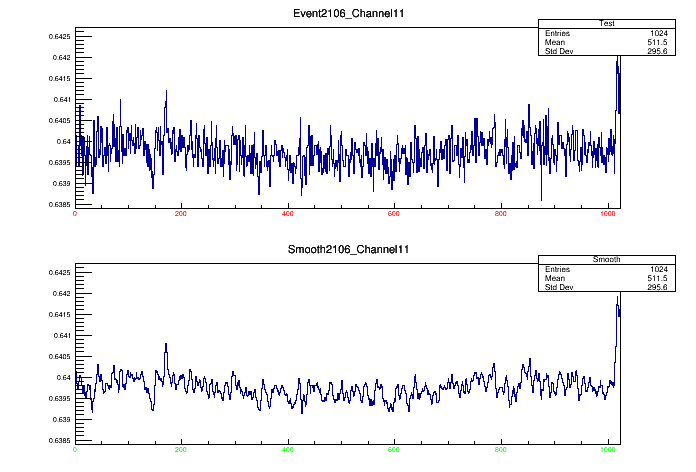 Event2106_Channel11
Test
Entries 1024
Mean 511.5
Std Dev 295.6
0.6425
0.642
0.6415
0.641
0.6405
0.64
0.6395
0.639
0.6385
0 200 400 600 800 1000
Smooth2106_Channel11
Smooth
Entries 1024
Mean 511.5
Std Dev 295.6
0.6425
0.642
0.6415
0.641
0.6405
0.64
0.6395
0.639
0.6385
0 200 400 600 800 1000